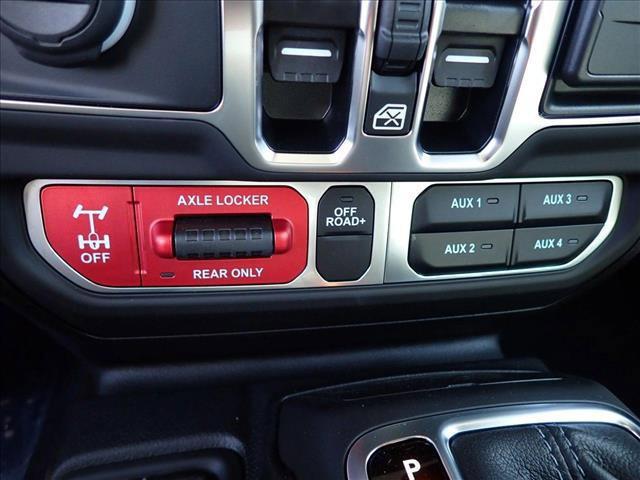 AXLE LOCKER
OFF
REAR ONLY
OFF
ROAD+
AUX 1
AUX 3
AUX 2
AUX 4
P